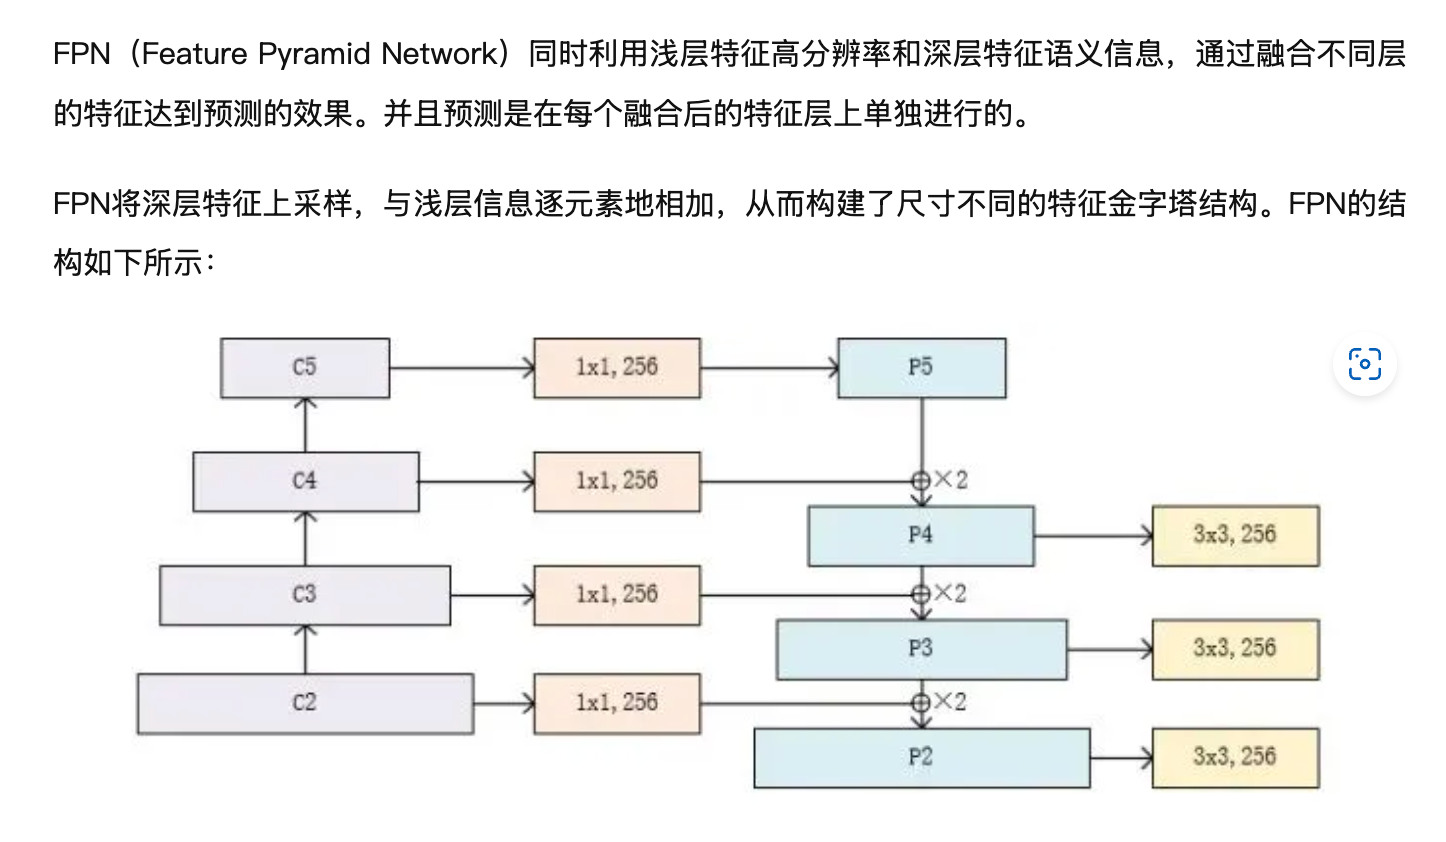 FPN（Feature Pyramid Network）同时利用浅层特征高分辨率和深层特征语义信息，通过融合不同层
的特征达到预测的效果。并且预测是在每个融合后的特征层上单独进行的。
FPN将深层特征上采样，与浅层信息逐元素地相加，从而构建了尺寸不同的特征金字塔结构。FPN的结
构如下所示：
C5 1x1, 256 P5
C4 1x1, 256 ×2
P4 3x3, 256
C3 1x1, 256 ×2
P3 3x3, 256
C2 1x1, 256 ×2
P2 3x3, 256